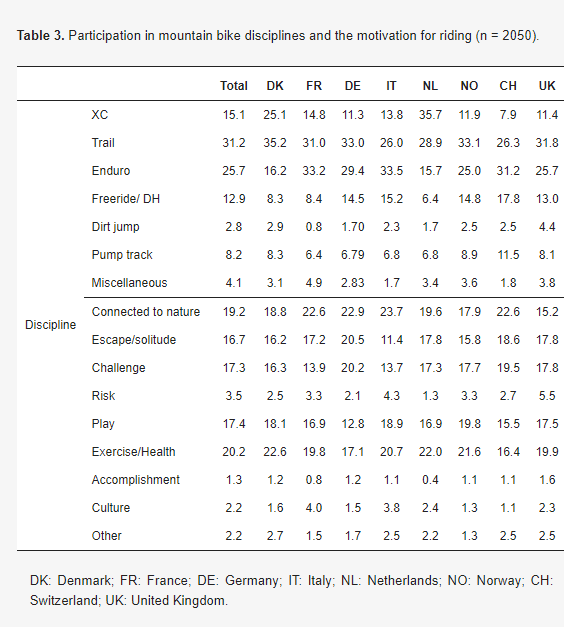 Table 3. Participation in mountain bike disciplines and the motivation for riding (n = 2050).
Total DK FR DE IT NL NO CH UK
XC 15.1 25.1 14.8 11.3 13.8 35.7 11.9 7.9 11.4
Trail 31.2 35.2 31.0 33.0 26.0 28.9 33.1 26.3 31.8
Enduro 25.7 16.2 33.2 29.4 33.5 15.7 25.0 31.2 25.7
Freeride/ DH 12.9 8.3 8.4 14.5 15.2 6.4 14.8 17.8 13.0
Dirt jump 2.8 2.9 0.8 1.70 2.3 1.7 2.5 2.5 4.4
Pump track 8.2 8.3 6.4 6.79 6.8 6.8 8.9 11.5 8.1
Miscellaneous 4.1 3.1 4.9 2.83 1.7 3.4 3.6 1.8 3.8
Connected to nature 19.2 18.8 22.6 22.9 23.7 19.6 17.9 22.6 15.2
Discipline
Escape/solitude 16.7 16.2 17.2 20.5 11.4 17.8 15.8 18.6 17.8
Challenge 17.3 16.3 13.9 20.2 13.7 17.3 17.7 19.5 17.8
Risk 3.5 2.5 3.3 2.1 4.3 1.3 3.3 2.7 5.5
Play 17.4 18.1 16.9 12.8 18.9 16.9 19.8 15.5 17.5
Exercise/Health 20.2 22.6 19.8 17.1 20.7 22.0 21.6 16.4 19.9
Accomplishment 1.3 1.2 0.8 1.2 1.1 0.4 1.1 1.1 1.6
Culture 2.2 1.6 4.0 1.5 3.8 2.4 1.3 1.1 2.3
Other 2.2 2.7 1.5 1.7 2.5 2.2 1.3 2.5 2.5
DK: Denmark; FR: France; DE: Germany; IT: Italy; NL: Netherlands; NO: Norway; CH:
Switzerland; UK: United Kingdom.